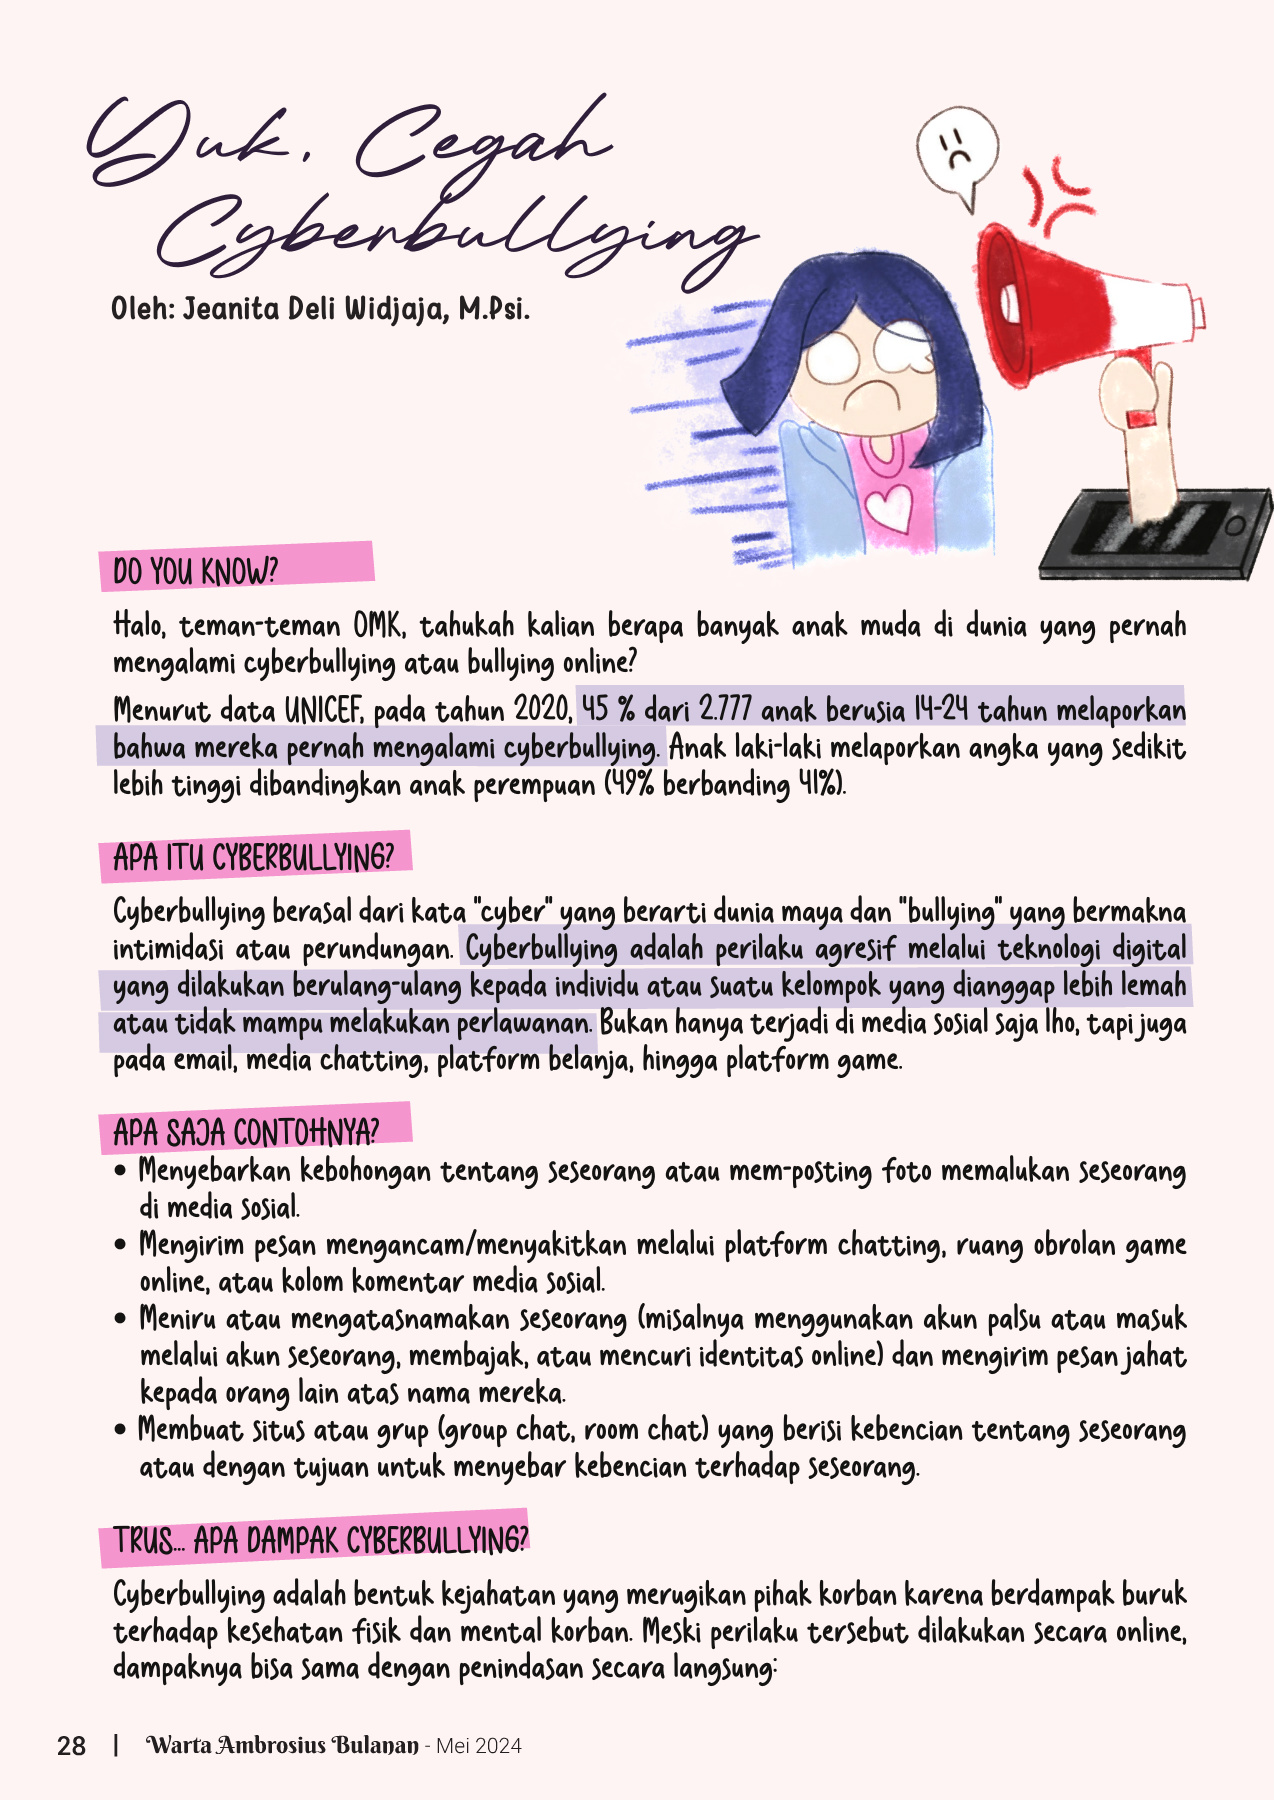 Yuk, Cegah
Cyberbullying
Oleh: Jeanita Deli Widjaja, M.Psi.
DO YOU KNOW?
Halo, teman-teman OMK, tahukah kalian berapa banyak anak muda di dunia yang pernah
mengalami cyberbullying atau bullying online?
Menurut data UNICEF, pada tahun 2020, 45 % dari 2.777 anak berusia 14-24 tahun melaporkan
bahwa mereka pernah mengalami cyberbullying. Anak laki-laki melaporkan angka yang sedikit
lebih tinggi dibandingkan anak perempuan (49% berbanding 41%).
APA ITU CYBERBULLYING?
Cyberbullying berasal dari kata "cyber" yang berarti dunia maya dan "bullying" yang bermakna
intimidasi atau perundungan. Cyberbullying adalah perilaku agresif melalui teknologi digital
yang dilakukan berulang-ulang kepada individu atau suatu kelompok yang dianggap lebih lemah
atau tidak mampu melakukan perlawanan. Bukan hanya terjadi di media sosial saja lho, tapi juga
pada email, media chatting, platform belanja, hingga platform game.
APA SAJA CONTOHNYA?
• Menyebarkan kebohongan tentang seseorang atau mem-posting foto memalukan seseorang
di media sosial.
• Mengirim pesan mengancam/menyakitkan melalui platform chatting, ruang obrolan game
online, atau kolom komentar media sosial.
• Meniru atau mengatasnamakan seseorang (misalnya menggunakan akun palsu atau masuk
melalui akun seseorang, membajak, atau mencuri identitas online) dan mengirim pesan jahat
kepada orang lain atas nama mereka.
• Membuat situs atau grup (group chat, room chat) yang berisi kebencian tentang seseorang
atau dengan tujuan untuk menyebar kebencian terhadap seseorang.
TRUS... APA DAMPAK CYBERBULLYING?
Cyberbullying adalah bentuk kejahatan yang merugikan pihak korban karena berdampak buruk
terhadap kesehatan fisik dan mental korban. Meski perilaku tersebut dilakukan secara online,
dampaknya bisa sama dengan penindasan secara langsung:
28 | Warta Ambrosius Bulanan - Mei 2024